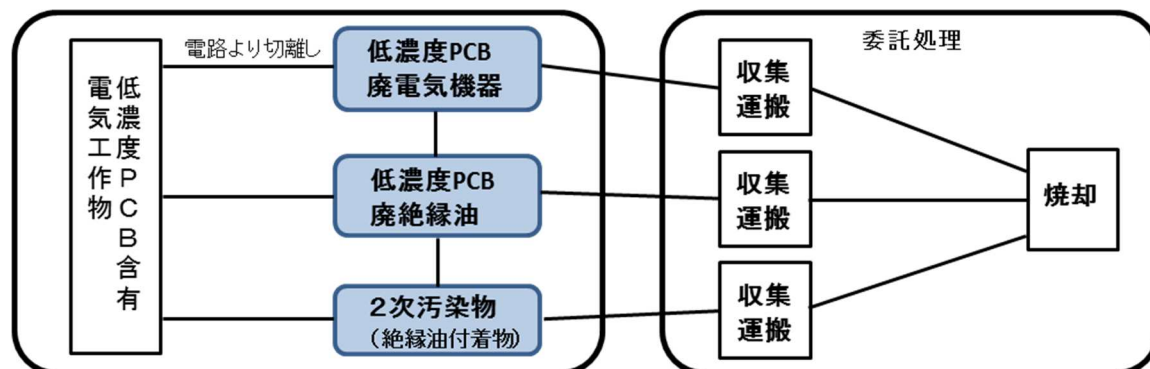 低濃度ＰＣＢ含有
電気工作物
電路より切離し
低濃度PCB
廃電気機器
低濃度PCB
廃絶縁油
２次汚染物
（絶縁油付着物）
委託処理
収集
運搬
収集
運搬
収集
運搬
焼却